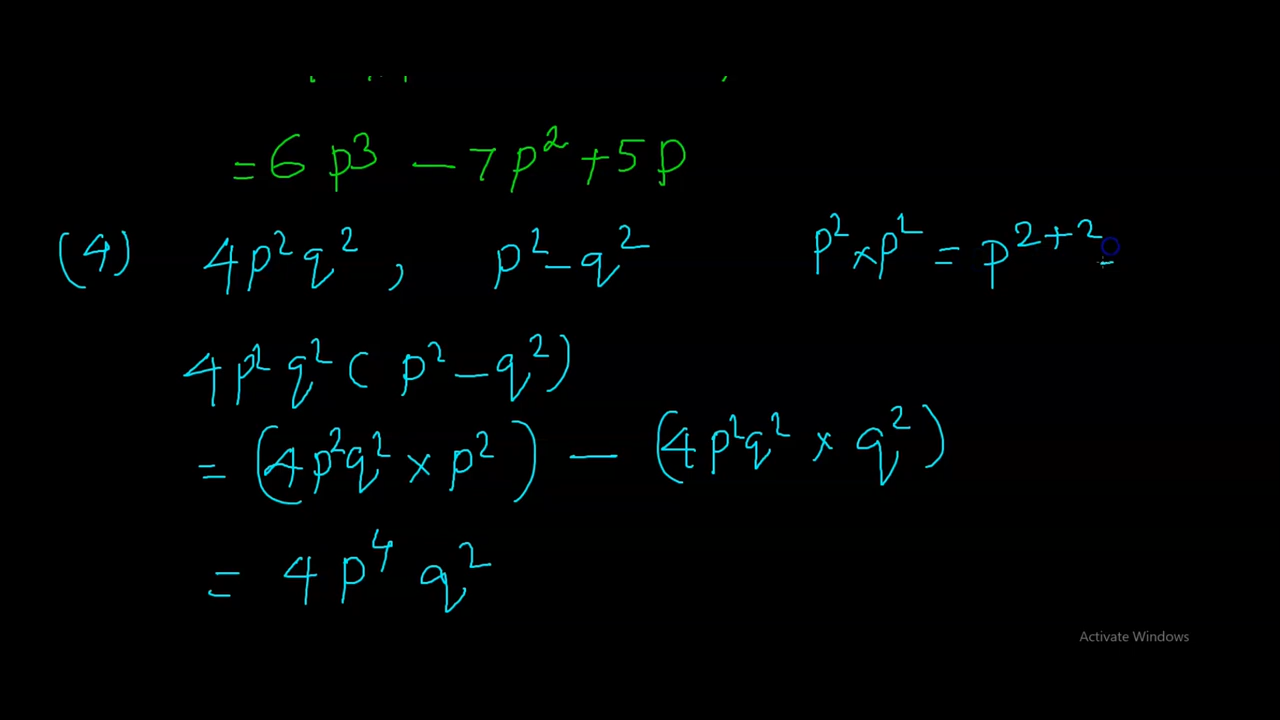 = 6p³ − 7p² + 5p
(4) 4p²q² , p² − q² p² × p² = p²⁺² =
4p²q² ( p² − q² )
= (4p²q² × p²) − (4p²q² × q²)
= 4p⁴q²
Activate Windows